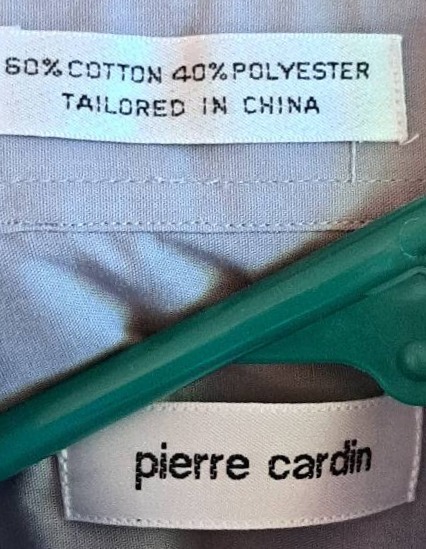 60% COTTON 40% POLYESTER
TAILORED IN CHINA
pierre cardin